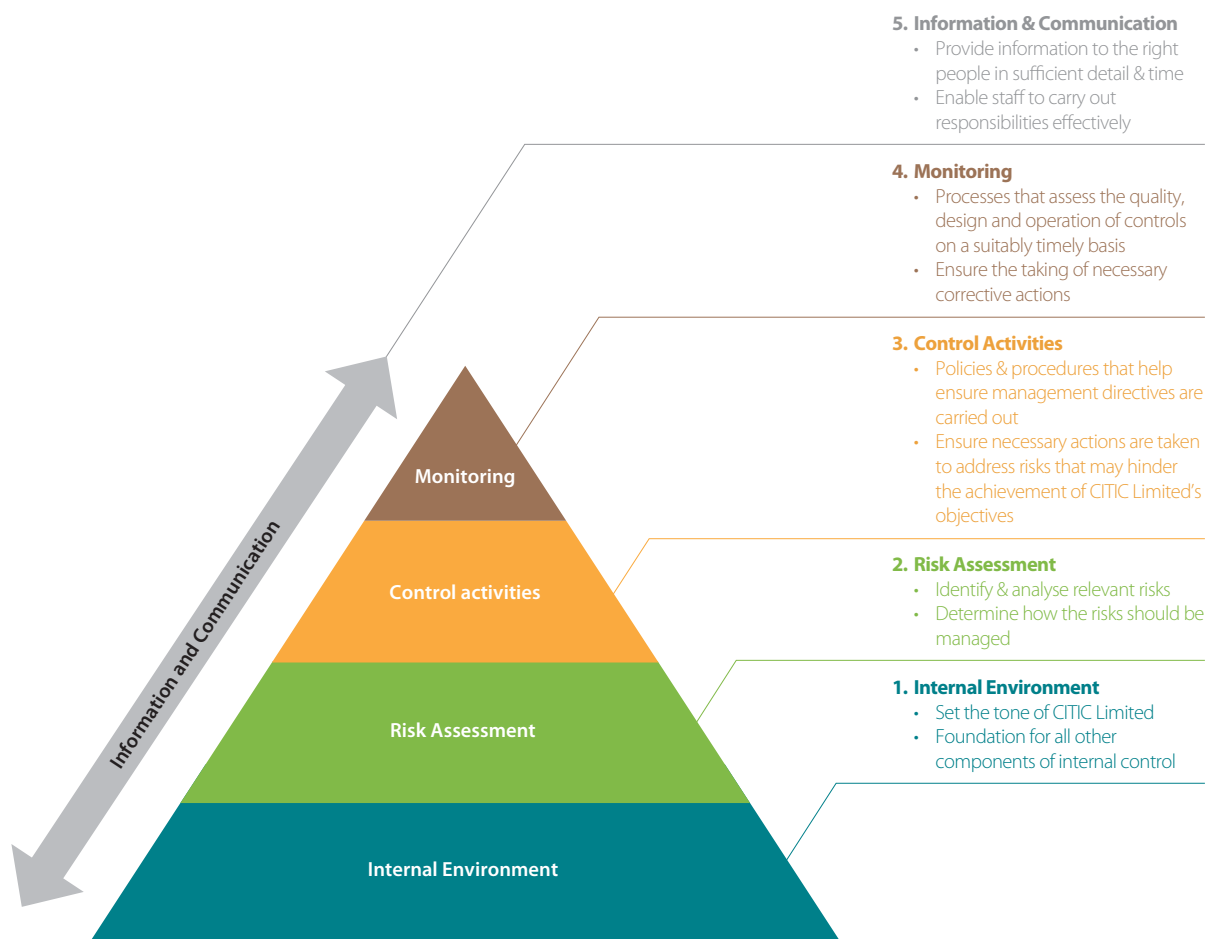 5. Information & Communication
• Provide information to the right
people in sufficient detail & time
• Enable staff to carry out
responsibilities effectively
4. Monitoring
• Processes that assess the quality,
design and operation of controls
on a suitably timely basis
• Ensure the taking of necessary
corrective actions
3. Control Activities
• Policies & procedures that help
ensure management directives are
carried out
• Ensure necessary actions are taken
to address risks that may hinder
the achievement of CITIC Limited's
objectives
2. Risk Assessment
• Identify & analyse relevant risks
• Determine how the risks should be
managed
1. Internal Environment
• Set the tone of CITIC Limited
• Foundation for all other
components of internal control
Information and Communication
Monitoring
Control activities
Risk Assessment
Internal Environment